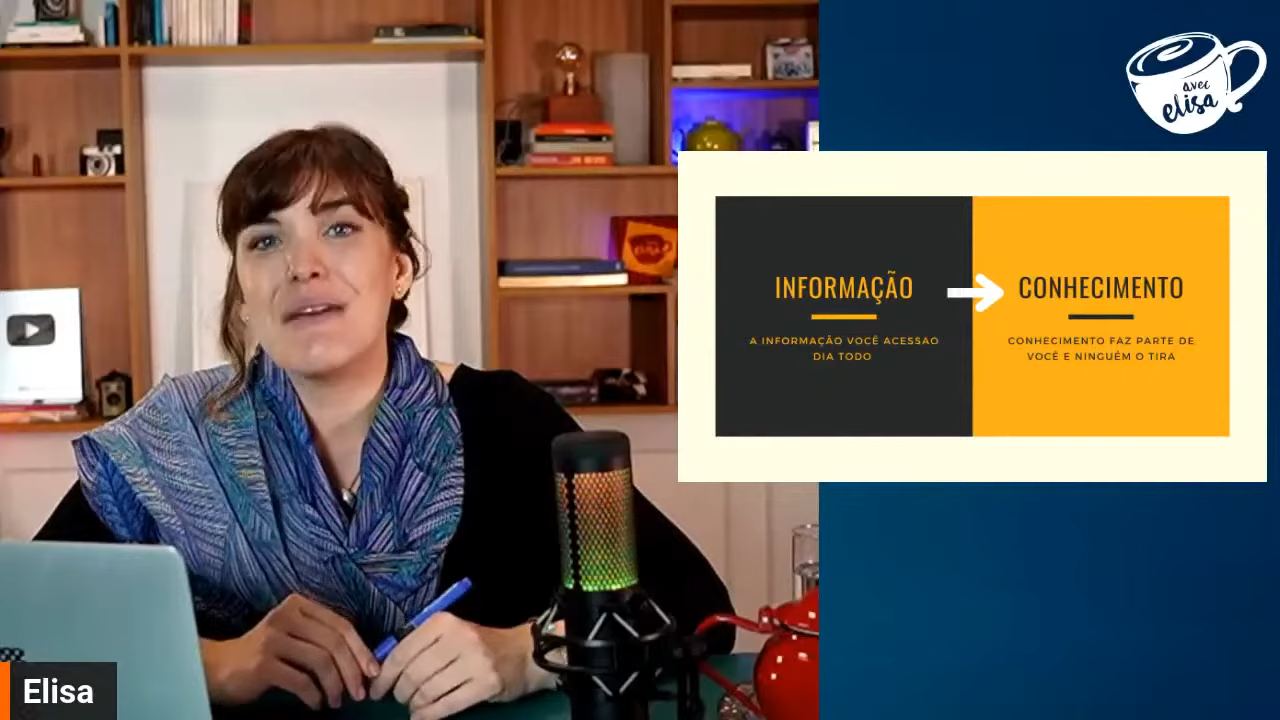 avec
elisa
INFORMAÇÃO
A INFORMAÇÃO VOCÊ ACESSAO
DIA TODO
CONHECIMENTO
CONHECIMENTO FAZ PARTE DE
VOCÊ E NINGUÉM O TIRA
Elisa